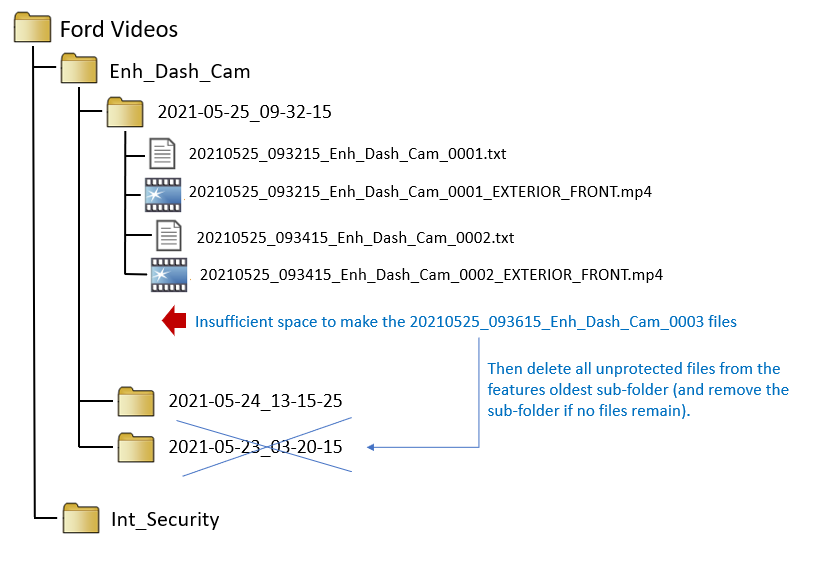 Ford Videos
Enh_Dash_Cam
2021-05-25_09-32-15
20210525_093215_Enh_Dash_Cam_0001.txt
20210525_093215_Enh_Dash_Cam_0001_EXTERIOR_FRONT.mp4
20210525_093415_Enh_Dash_Cam_0002.txt
20210525_093415_Enh_Dash_Cam_0002_EXTERIOR_FRONT.mp4
Insufficient space to make the 20210525_093615_Enh_Dash_Cam_0003 files
Then delete all unprotected files from the
features oldest sub-folder (and remove the
sub-folder if no files remain).
2021-05-24_13-15-25
2021-05-23_03-20-15
Int_Security